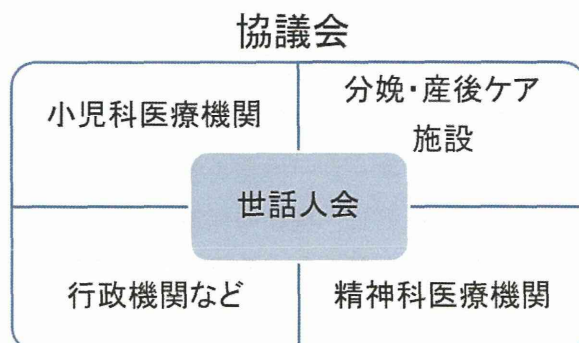 協議会
小児科医療機関
分娩・産後ケア
施設
世話人会
行政機関など
精神科医療機関